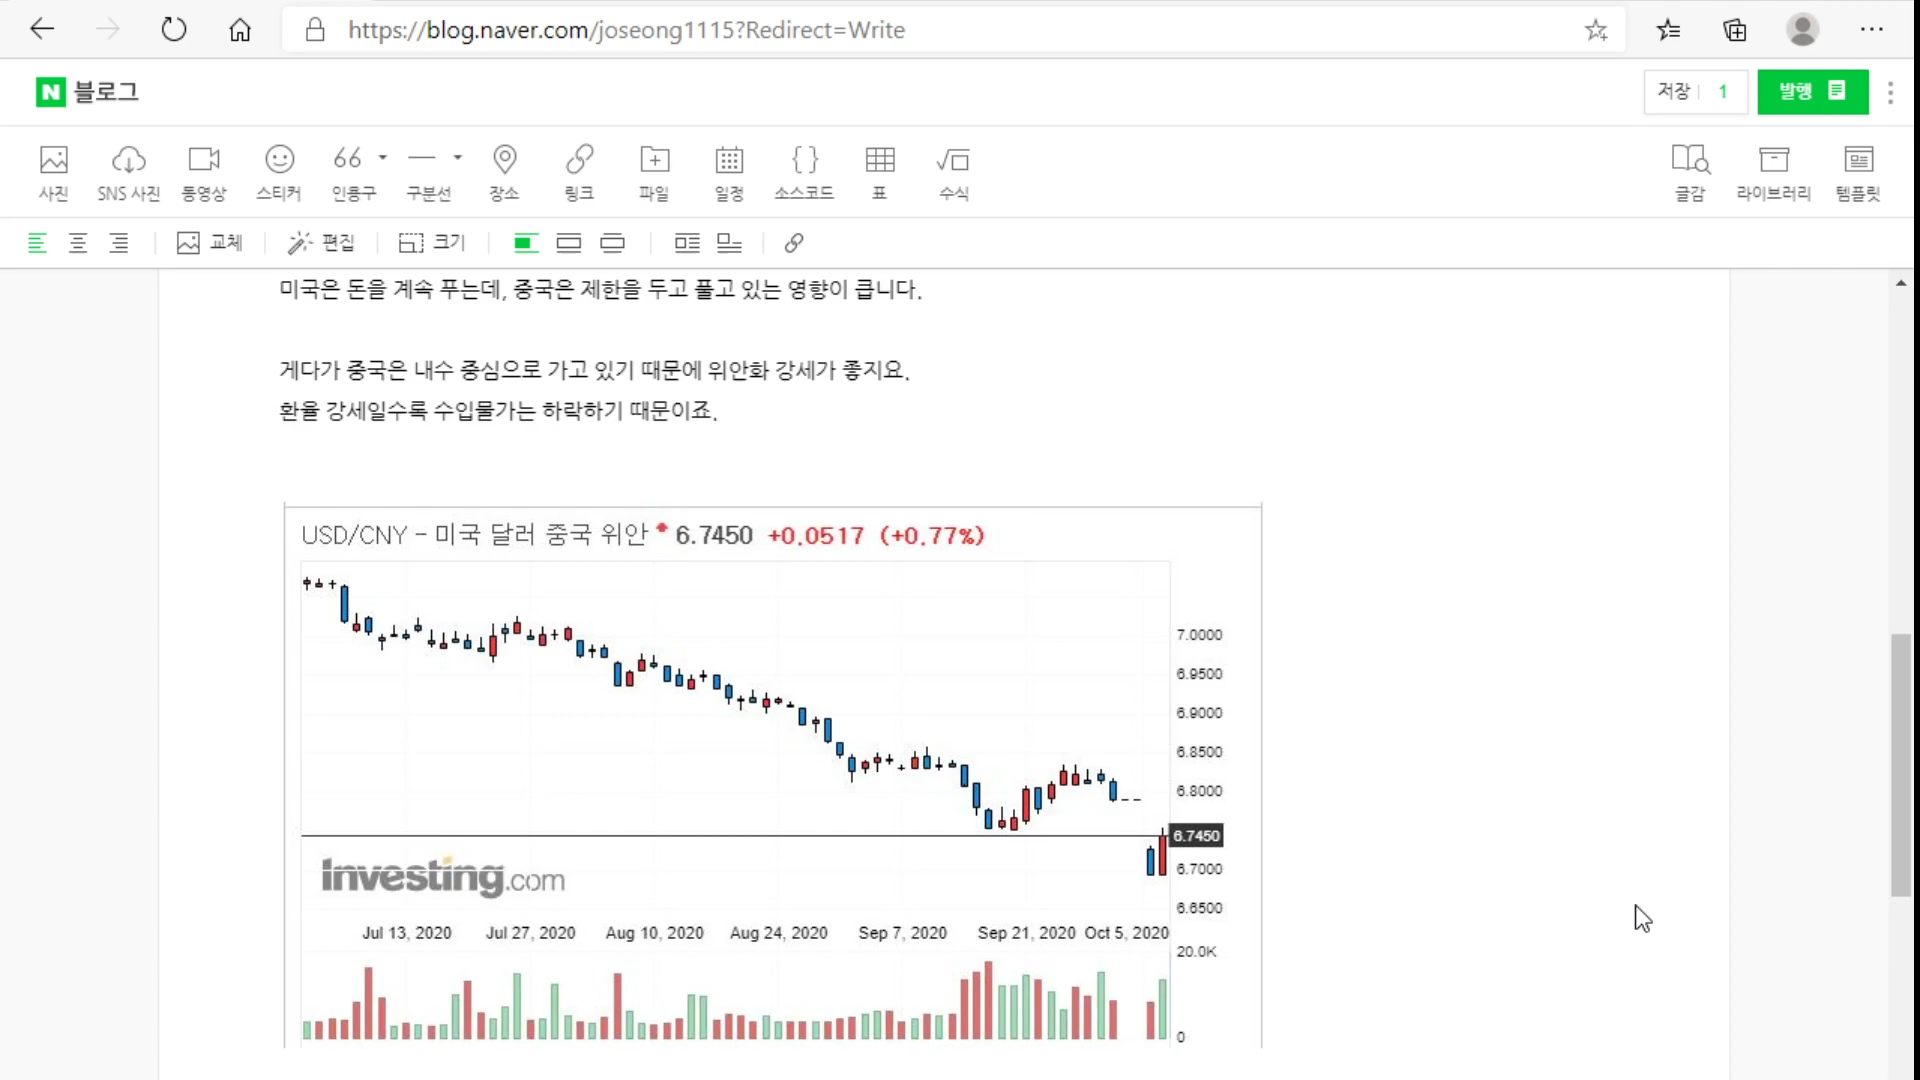 https://blog.naver.com/joseong1115?Redirect=Write
N 블로그
저장 1
발행
사진
SNS 사진
동영상
스티커
66 인용구
구분선
장소
링크
파일
일정
{ } 소스코드
표
수식
글감
라이브러리
템플릿
교체
편집
크기
미국은 돈을 계속 푸는데, 중국은 제한을 두고 풀고 있는 영향이 큽니다.
게다가 중국은 내수 중심으로 가고 있기 때문에 위안화 강세가 좋지요.
환율 강세일수록 수입물가는 하락하기 때문이죠.
USD/CNY - 미국 달러 중국 위안 6.7450 +0.0517 (+0.77%)
7.0000
6.9500
6.9000
6.8500
6.8000
6.7450
6.7000
6.6500
Investing.com
Jul 13, 2020 Jul 27, 2020 Aug 10, 2020 Aug 24, 2020 Sep 7, 2020 Sep 21, 2020 Oct 5, 2020
20.0K
0